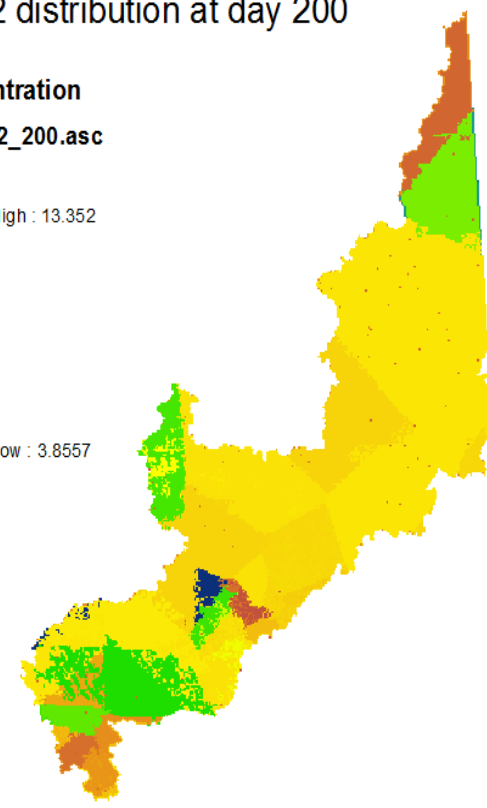 2 distribution at day 200
ntration
2_200.asc
igh : 13.352
ow : 3.8557